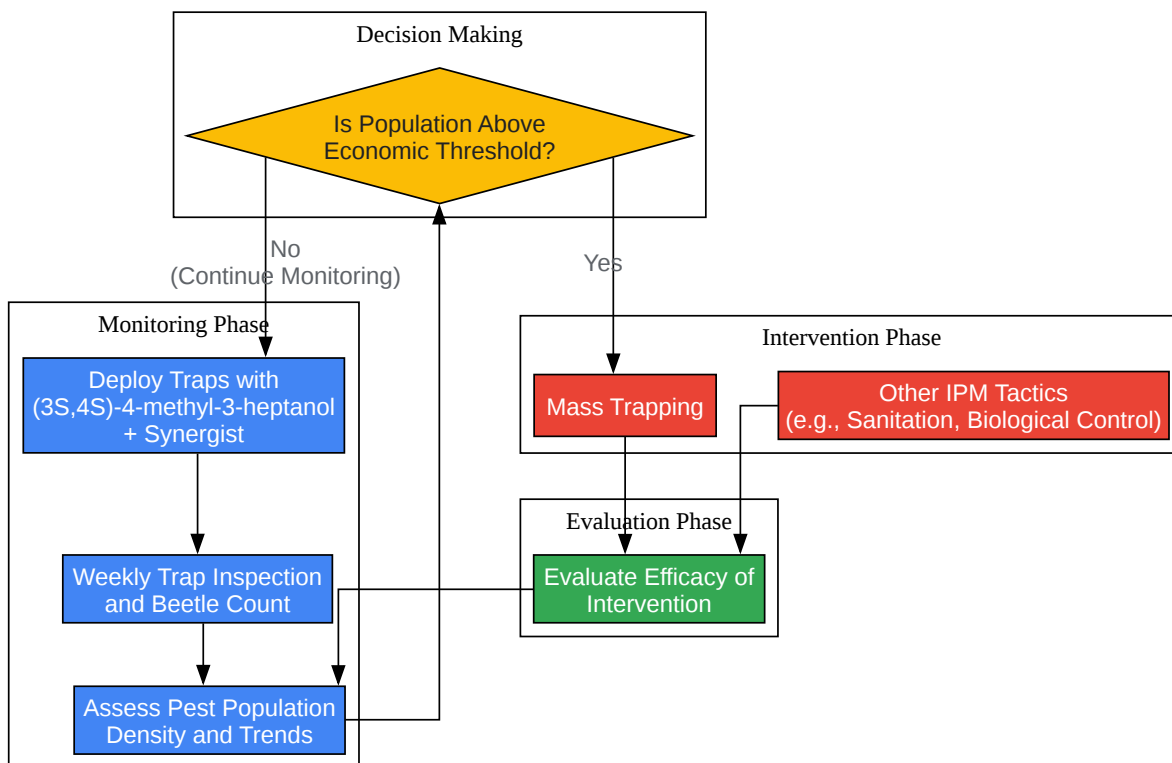 Decision Making
Is Population Above
Economic Threshold?
No
(Continue Monitoring)
Yes
Monitoring Phase
Deploy Traps with
(3S,4S)-4-methyl-3-heptanol
+ Synergist
Weekly Trap Inspection
and Beetle Count
Assess Pest Population
Density and Trends
Intervention Phase
Mass Trapping
Other IPM Tactics
(e.g., Sanitation, Biological Control)
Evaluation Phase
Evaluate Efficacy of
Intervention